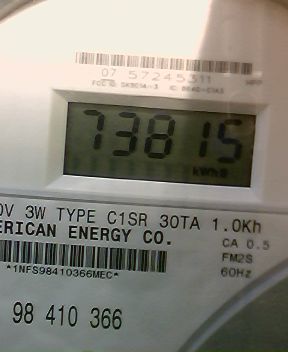 07 57245311
73815
kWh
0V 3W TYPE C1SR 30TA 1.0Kh
ERICAN ENERGY CO.
CA 0.5
FM2S
60Hz
*1NFS98410366MEC*
98 410 366